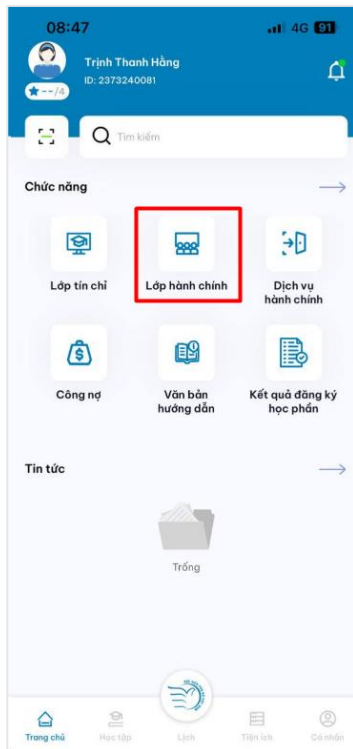 08:47
4G 91
Trịnh Thanh Hằng
ID: 2373240081
★ --/4
Tìm kiếm
Chức năng
Lớp tín chỉ
Lớp hành chính
Dịch vụ
hành chính
Công nợ
Văn bản
hướng dẫn
Kết quả đăng ký
học phần
Tin tức
Trống
Trang chủ
Học tập
Lịch
Tiện ích
Cá nhân